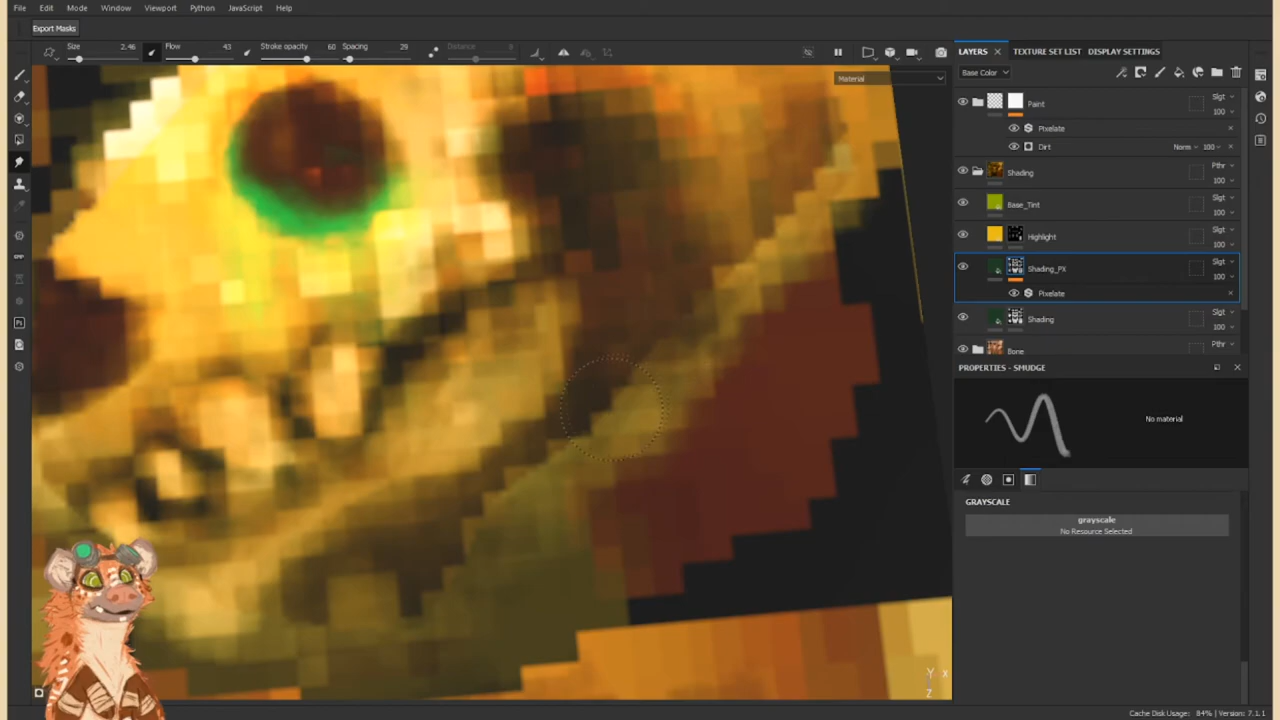 File Edit Mode Window Viewport Python JavaScript Help
Export Masks
Size 2.46 Flow 43 Stroke opacity 60 Spacing 29 Distance 8
Material
LAYERS TEXTURE SET LIST DISPLAY SETTINGS
Base Color
Paint Slgt 100
Pixelate
Dirt Norm 100
Shading Pthr 100
Base_Tint Slgt 100
Highlight Slgt 100
Shading_PX Slgt 100
Pixelate
Shading Slgt 100
Bone Pthr
PROPERTIES - SMUDGE
No material
GRAYSCALE
grayscale
No Resource Selected
Y X
Z
Cache Disk Usage: 84% | Version: 7.1.1